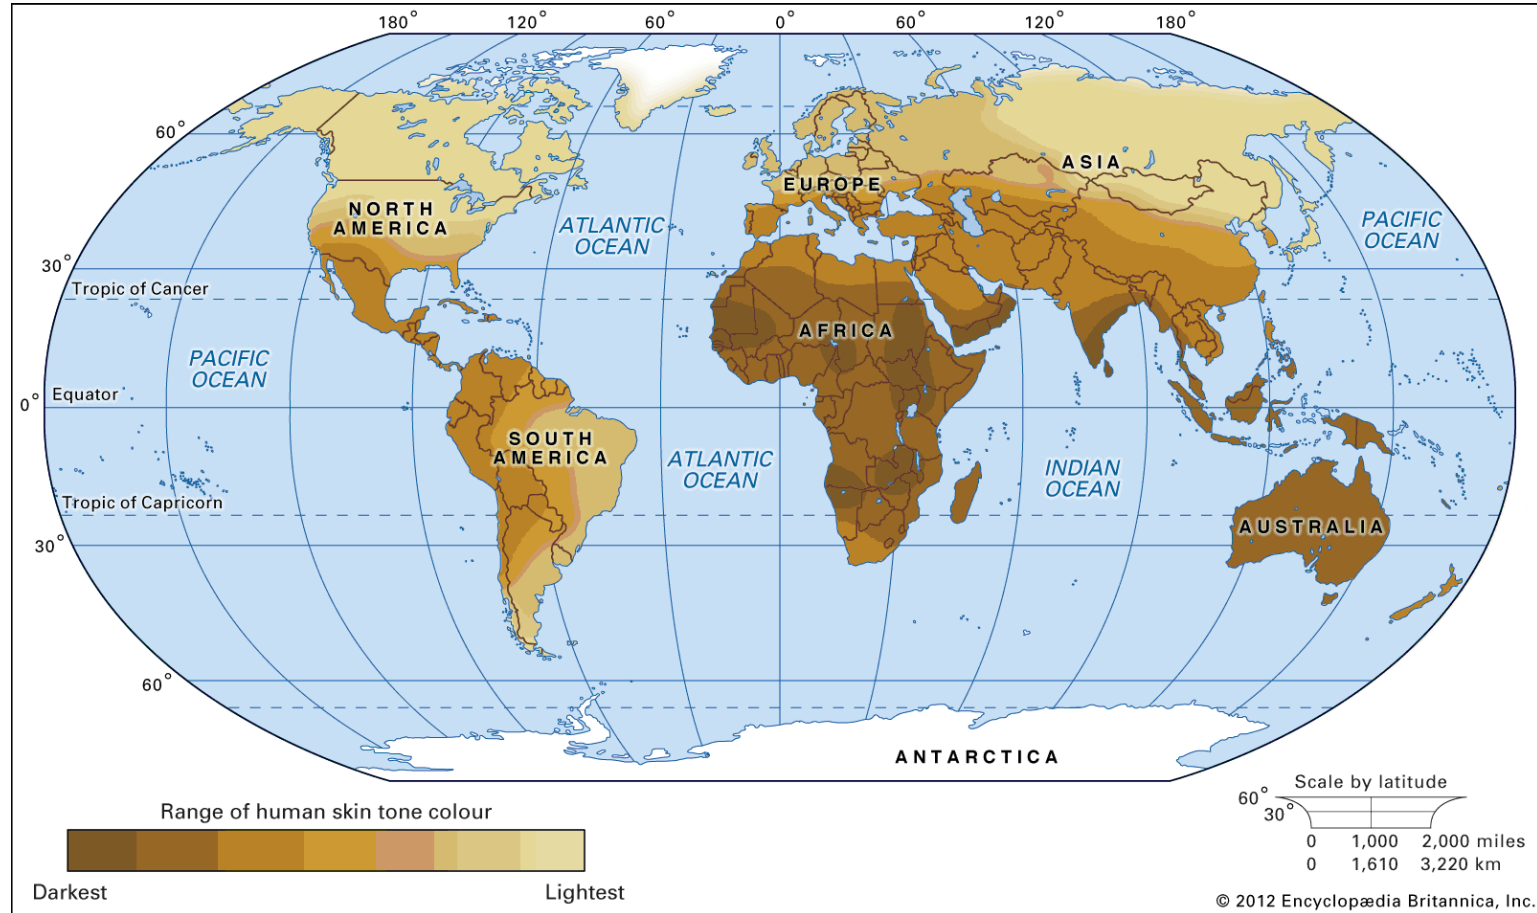 180° 120° 60° 0° 60° 120° 180°
60°
ASIA
EUROPE
NORTH
AMERICA
ATLANTIC
OCEAN
PACIFIC
OCEAN
30°
Tropic of Cancer
AFRICA
PACIFIC
OCEAN
Equator
0°
SOUTH
AMERICA
ATLANTIC
OCEAN
INDIAN
OCEAN
Tropic of Capricorn
AUSTRALIA
30°
60°
ANTARCTICA
Range of human skin tone colour
Darkest Lightest
Scale by latitude
60°
30°
0 1,000 2,000 miles
0 1,610 3,220 km
© 2012 Encyclopædia Britannica, Inc.